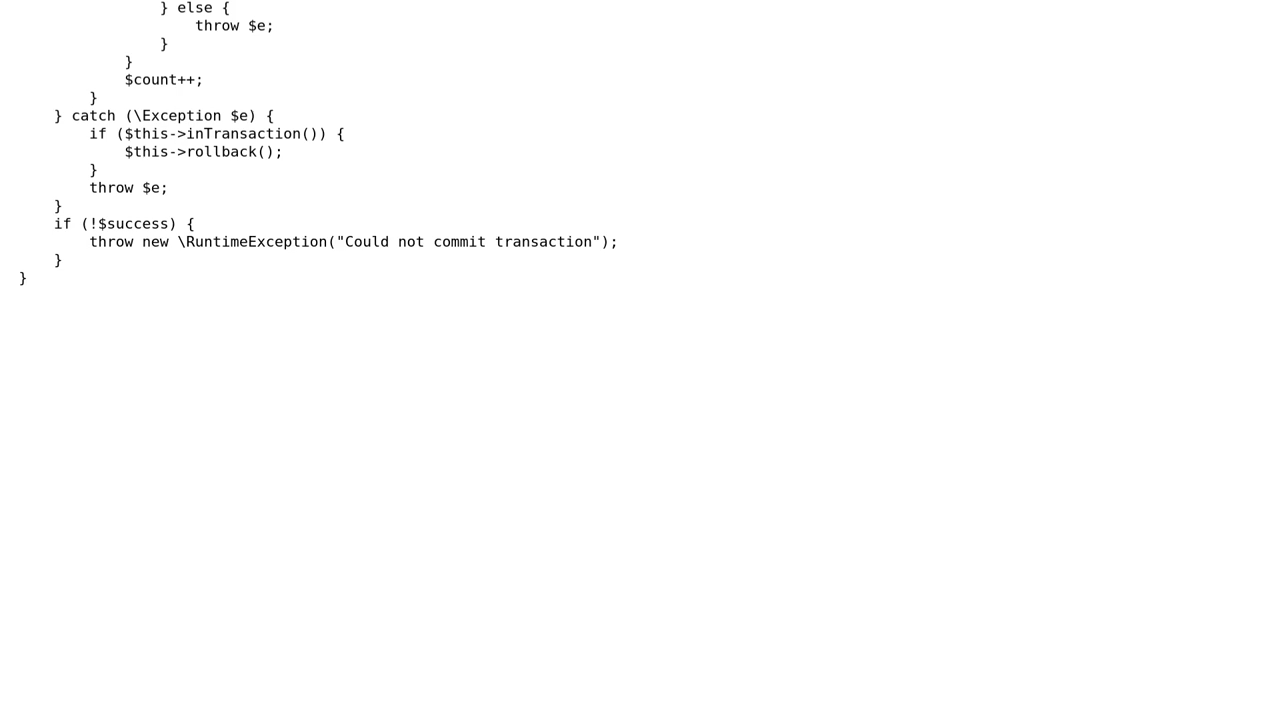 } else {
                    throw $e;
                }
            }
            $count++;
        }
    } catch (\Exception $e) {
        if ($this->inTransaction()) {
            $this->rollback();
        }
        throw $e;
    }
    if (!$success) {
        throw new \RuntimeException("Could not commit transaction");
    }
}